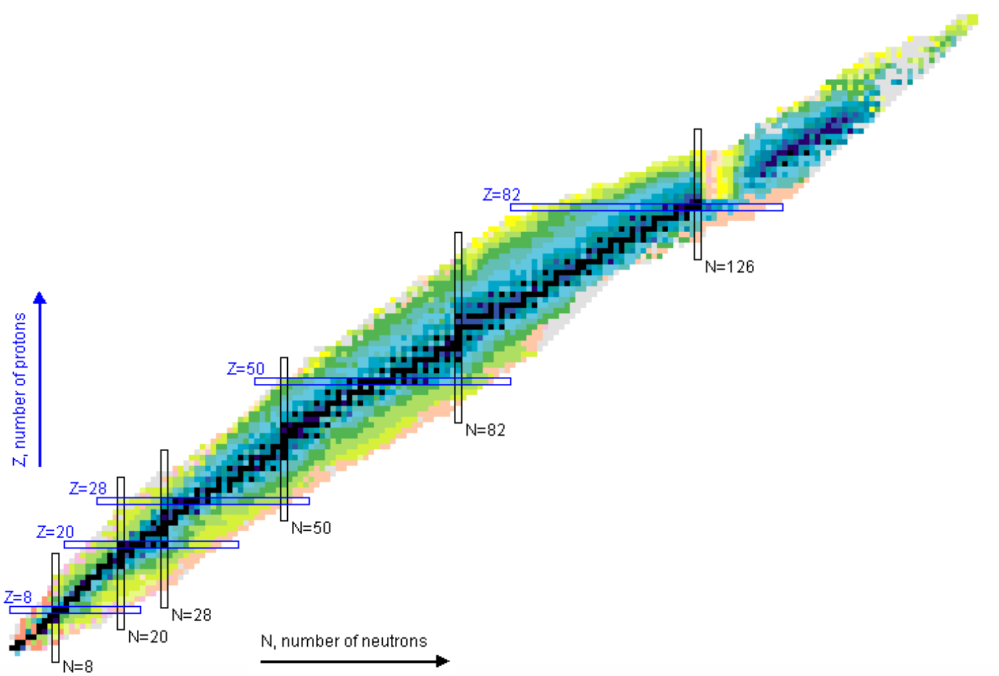 Z=82
N=126
Z, number of protons
Z=50
N=82
Z=28
N=50
Z=20
Z=8
N=28
N=20
N, number of neutrons
N=8